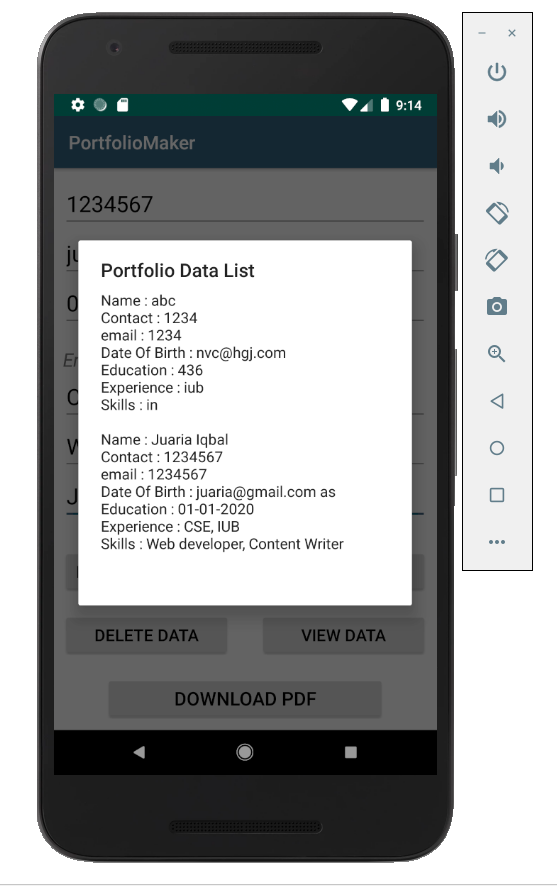 9:14
PortfolioMaker
1234567
ju
Portfolio Data List
Name : abc
Contact : 1234
email : 1234
Date Of Birth : nvc@hgj.com
Education : 436
Experience : iub
Skills : in
Name : Juaria Iqbal
Contact : 1234567
email : 1234567
Date Of Birth : juaria@gmail.com as
Education : 01-01-2020
Experience : CSE, IUB
Skills : Web developer, Content Writer
0
En
C
W
J
DELETE DATA
VIEW DATA
DOWNLOAD PDF